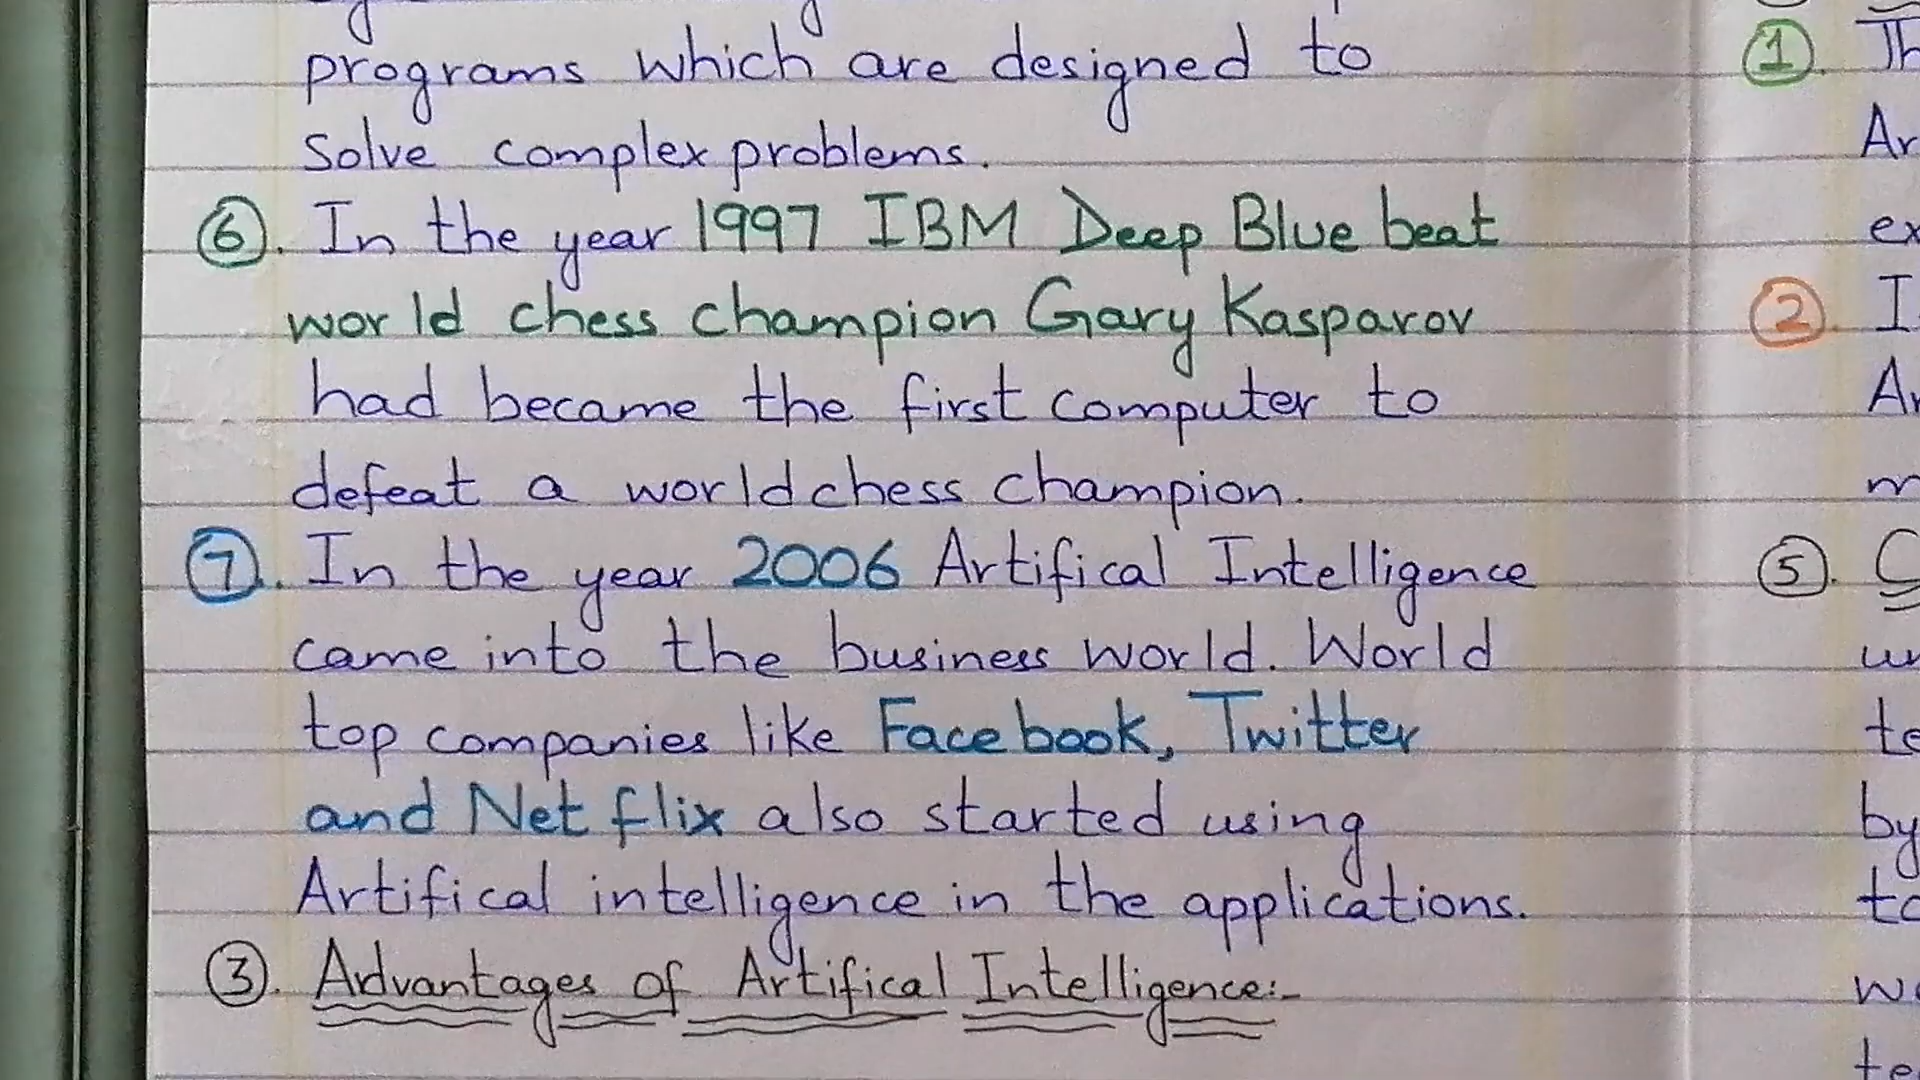 programs which are designed to
solve complex problems.
6. In the year 1997 IBM Deep Blue beat
world chess champion Gary Kasparov
had became the first computer to
defeat a world chess champion.
7. In the year 2006 Artifical Intelligence
came into the business world. World
top companies like Facebook, Twitter
and Netflix also started using
Artifical intelligence in the applications.
3. Advantages of Artifical Intelligence:-
1.
2.
5.
by